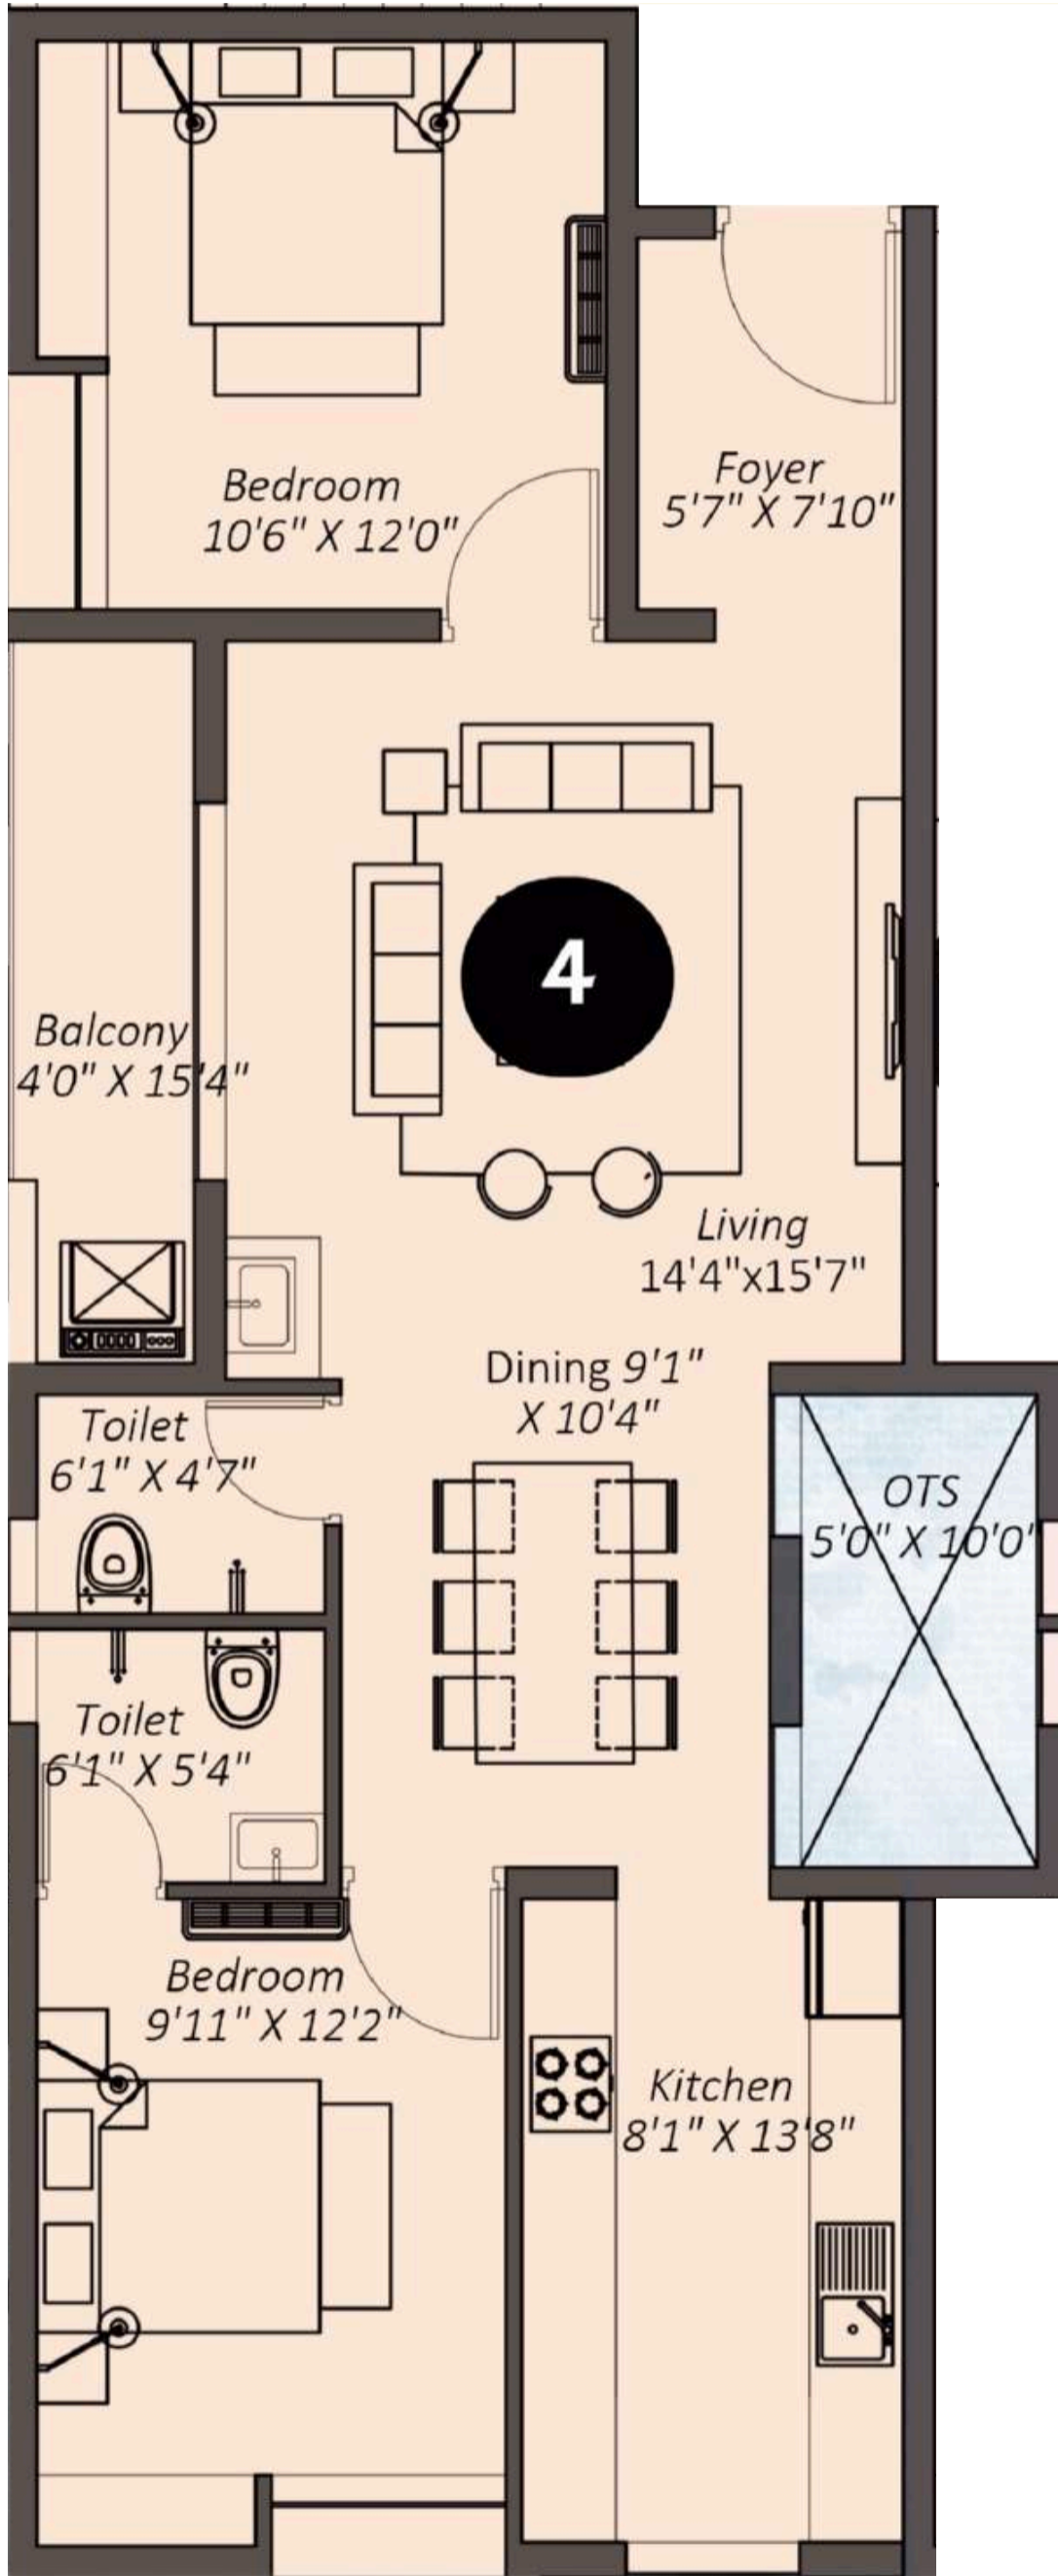 Bedroom
10'6" X 12'0"
Foyer
5'7" X 7'10"
4
Balcony
4'0" X 15'4"
Living
14'4"x15'7"
Dining 9'1"
X 10'4"
Toilet
6'1" X 4'7"
OTS
5'0" X 10'0'
Toilet
6'1" X 5'4"
Bedroom
9'11" X 12'2"
Kitchen
8'1" X 13'8"